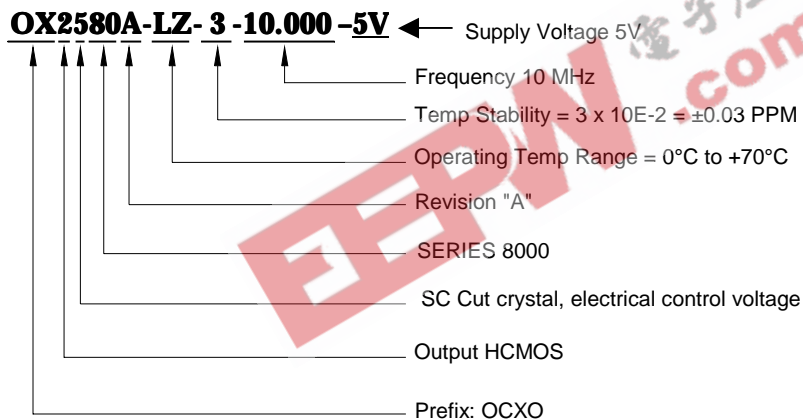 OX2580A-LZ- 3 -10.000 -5V
Supply Voltage 5V
Frequency 10 MHz
Temp Stability = 3 x 10E-2 = ±0.03 PPM
Operating Temp Range = 0°C to +70°C
Revision "A"
SERIES 8000
SC Cut crystal, electrical control voltage
Output HCMOS
Prefix: OCXO
EEPW
.com